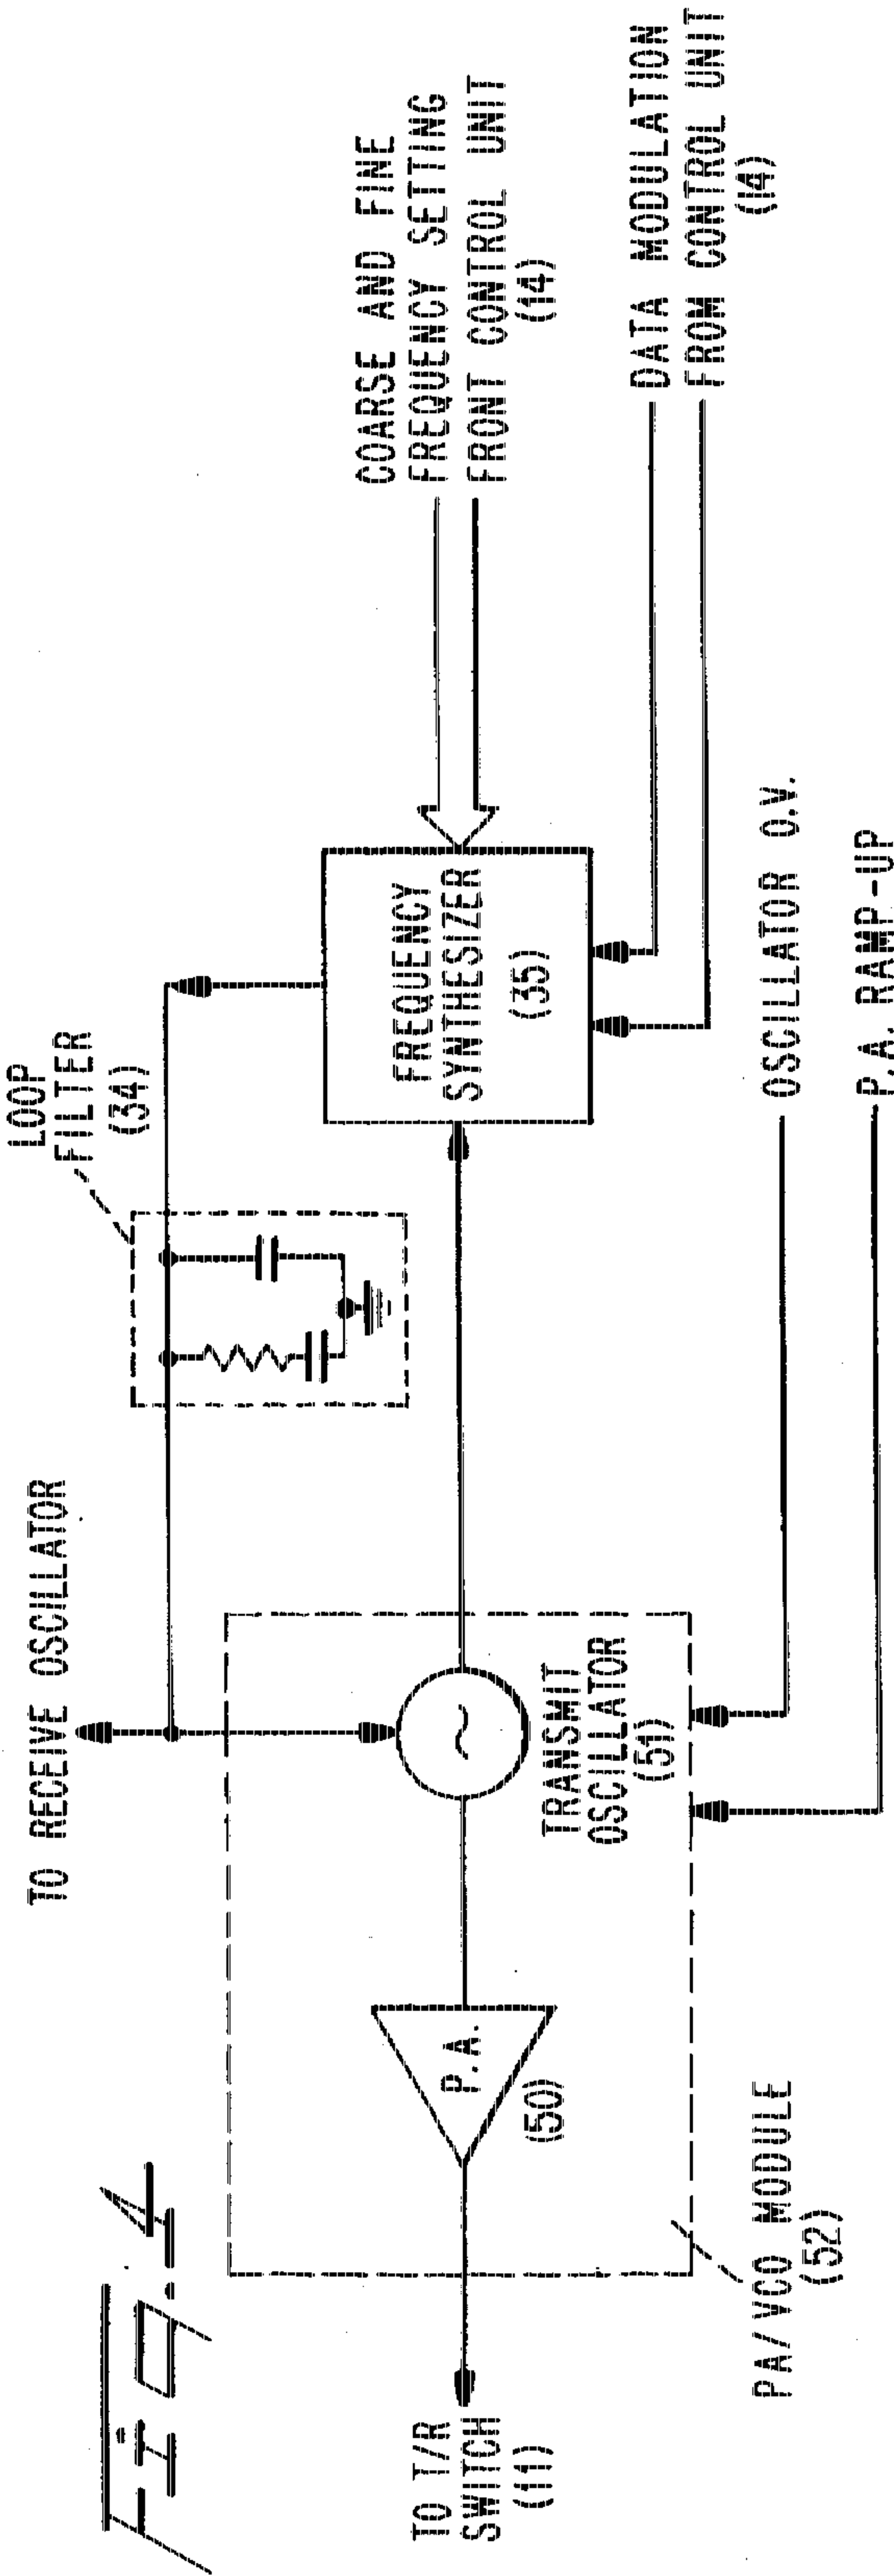 Fig. 4
TO RECEIVE OSCILLATOR
LOOP
FILTER
(34)
COARSE AND FINE
FREQUENCY SETTING
FRONT CONTROL UNIT
(14)
DATA MODULATION
FROM CONTROL UNIT
(14)
FREQUENCY
SYNTHESIZER
(35)
TO T/R
SWITCH
(11)
P.A.
(50)
~
TRANSMIT
OSCILLATOR
(51)
PA/VCO MODULE
(52)
OSCILLATOR O.V.
P.A. RAMP-UP